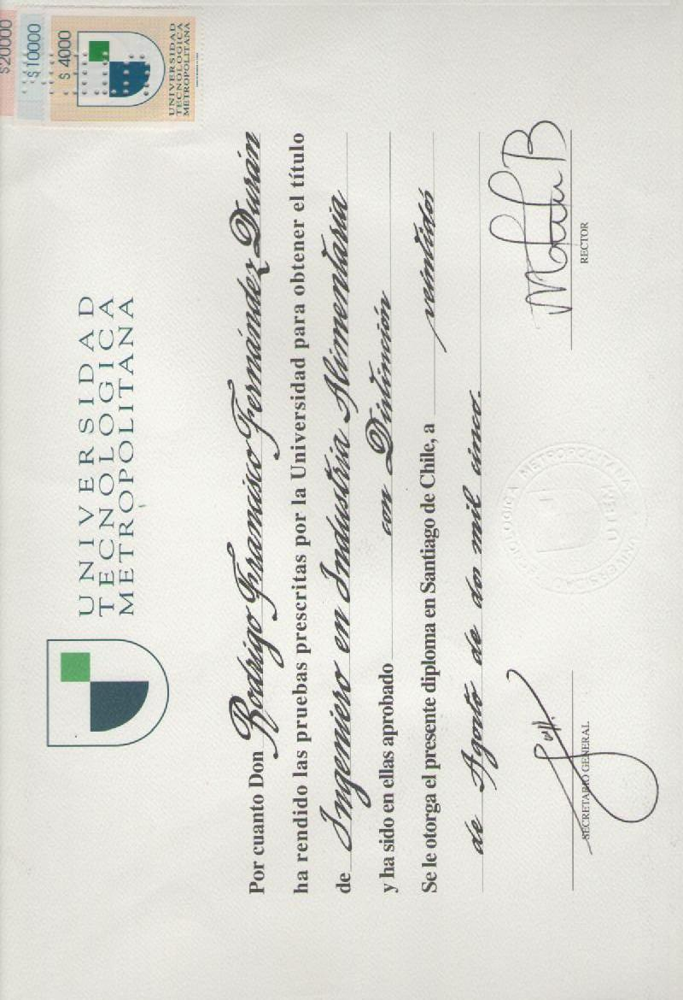 $20000
$10000
$ 4000
UNIVERSIDAD
TECNOLOGICA
METROPOLITANA
UNIVERSIDAD
TECNOLOGICA
METROPOLITANA
Por cuanto Don Rodrigo Francisco Fernández Durán
ha rendido las pruebas prescritas por la Universidad para obtener el título
de Ingeniero en Industria Alimentaria
y ha sido en ellas aprobado con Distinción
Se le otorga el presente diploma en Santiago de Chile, a veintidós
de Agosto de dos mil cinco.
UNIVERSIDAD TECNOLOGICA METROPOLITANA
UTEM
SECRETARIO GENERAL
RECTOR